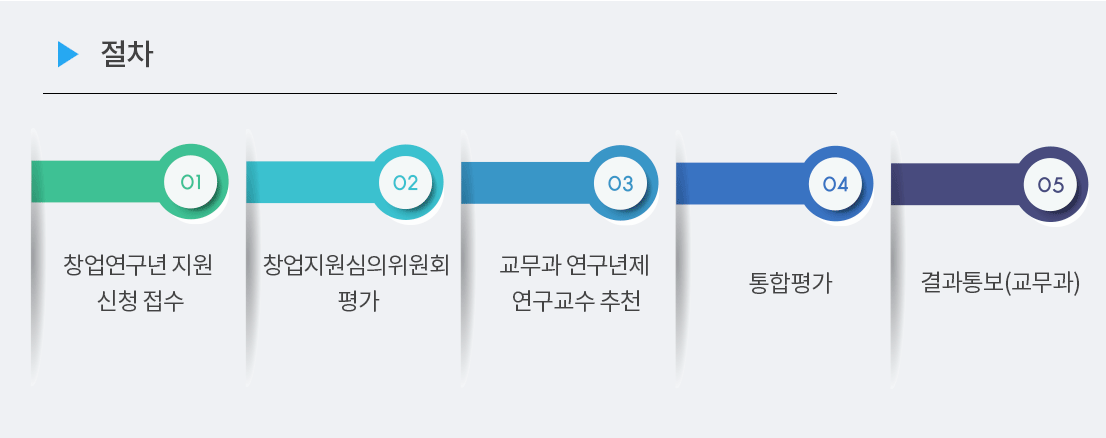 절차
01
창업연구년 지원
신청 접수
02
창업지원심의위원회
평가
03
교무과 연구년제
연구교수 추천
04
통합평가
05
결과통보(교무과)